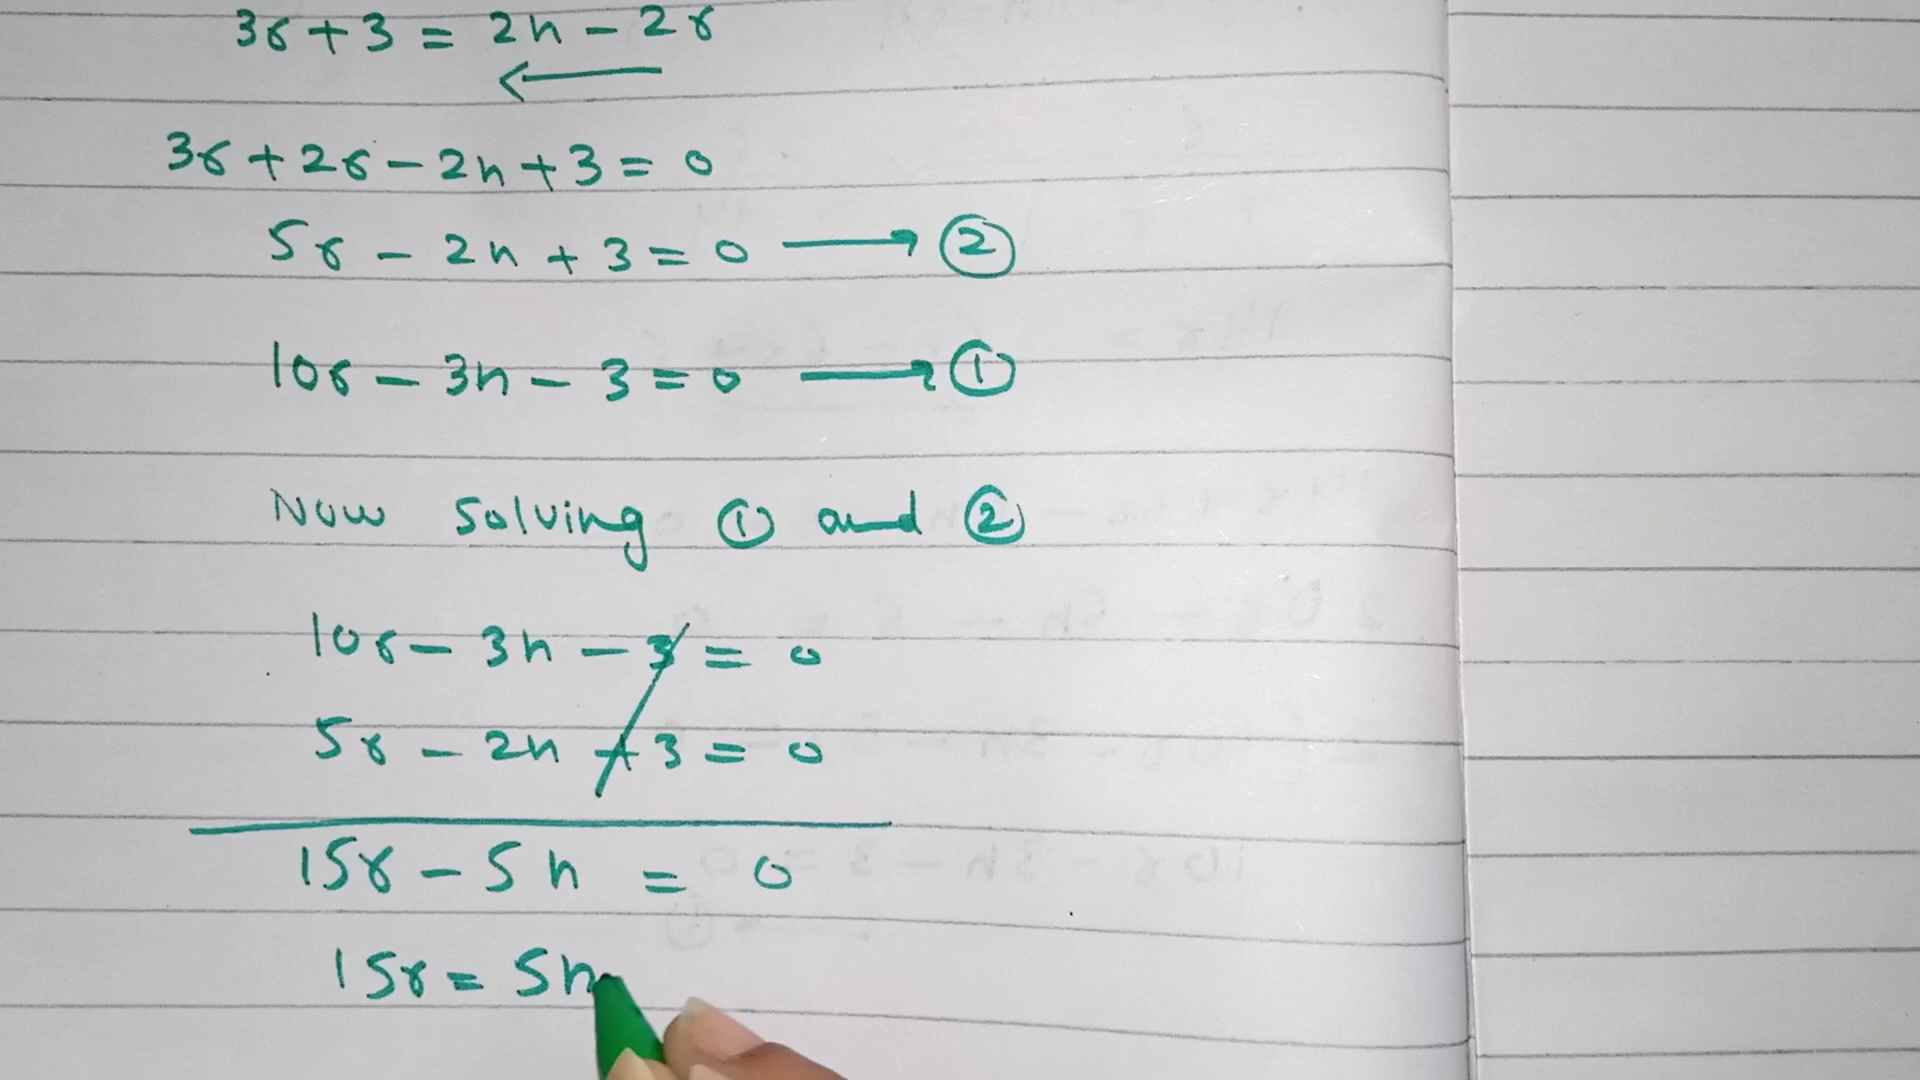 3r + 3 = 2n - 2r
←
3r + 2r - 2n + 3 = 0
5r - 2n + 3 = 0 → ②
10r - 3n - 3 = 0 → ①
Now solving ① and ②
10r - 3n - 3 = 0
5r - 2n + 3 = 0
15r - 5n = 0
15r = 5n